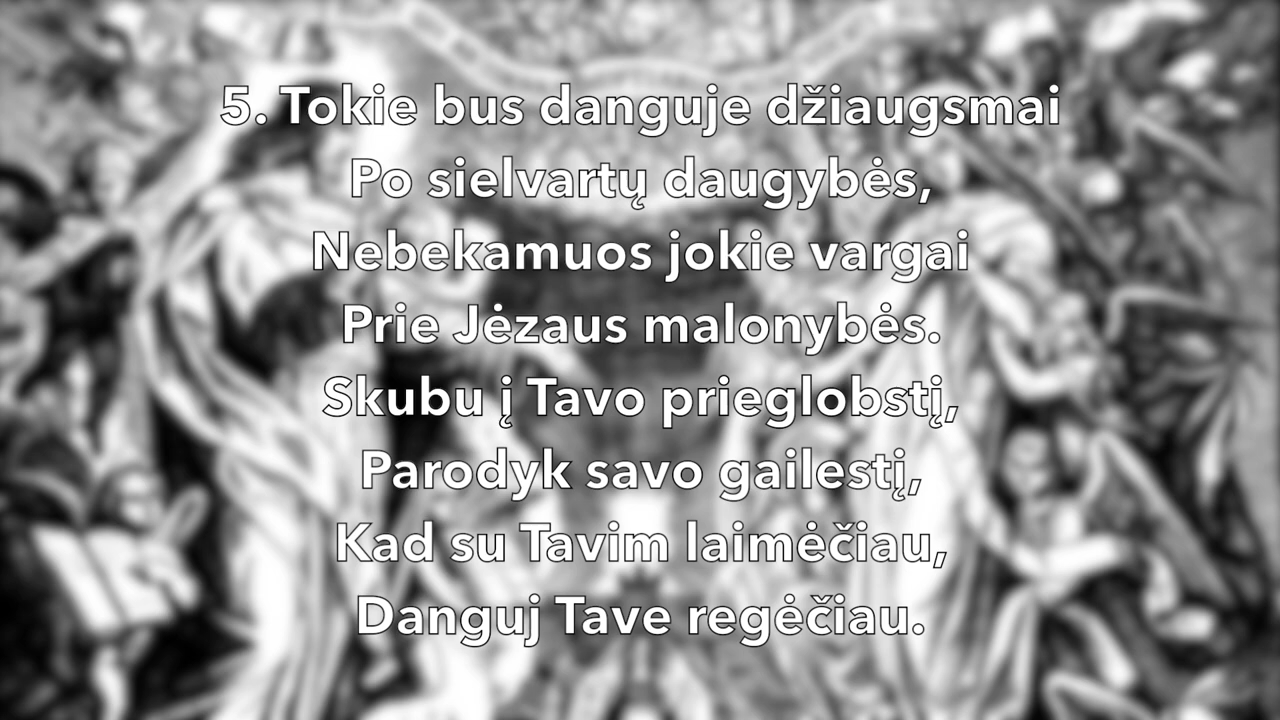 5. Tokie bus danguje džiaugsmai
Po sielvartų daugybės,
Nebekamuos jokie vargai
Prie Jėzaus malonybės.
Skubu į Tavo prieglobstį,
Parodyk savo gailestį,
Kad su Tavim laimėčiau,
Danguj Tave regėčiau.